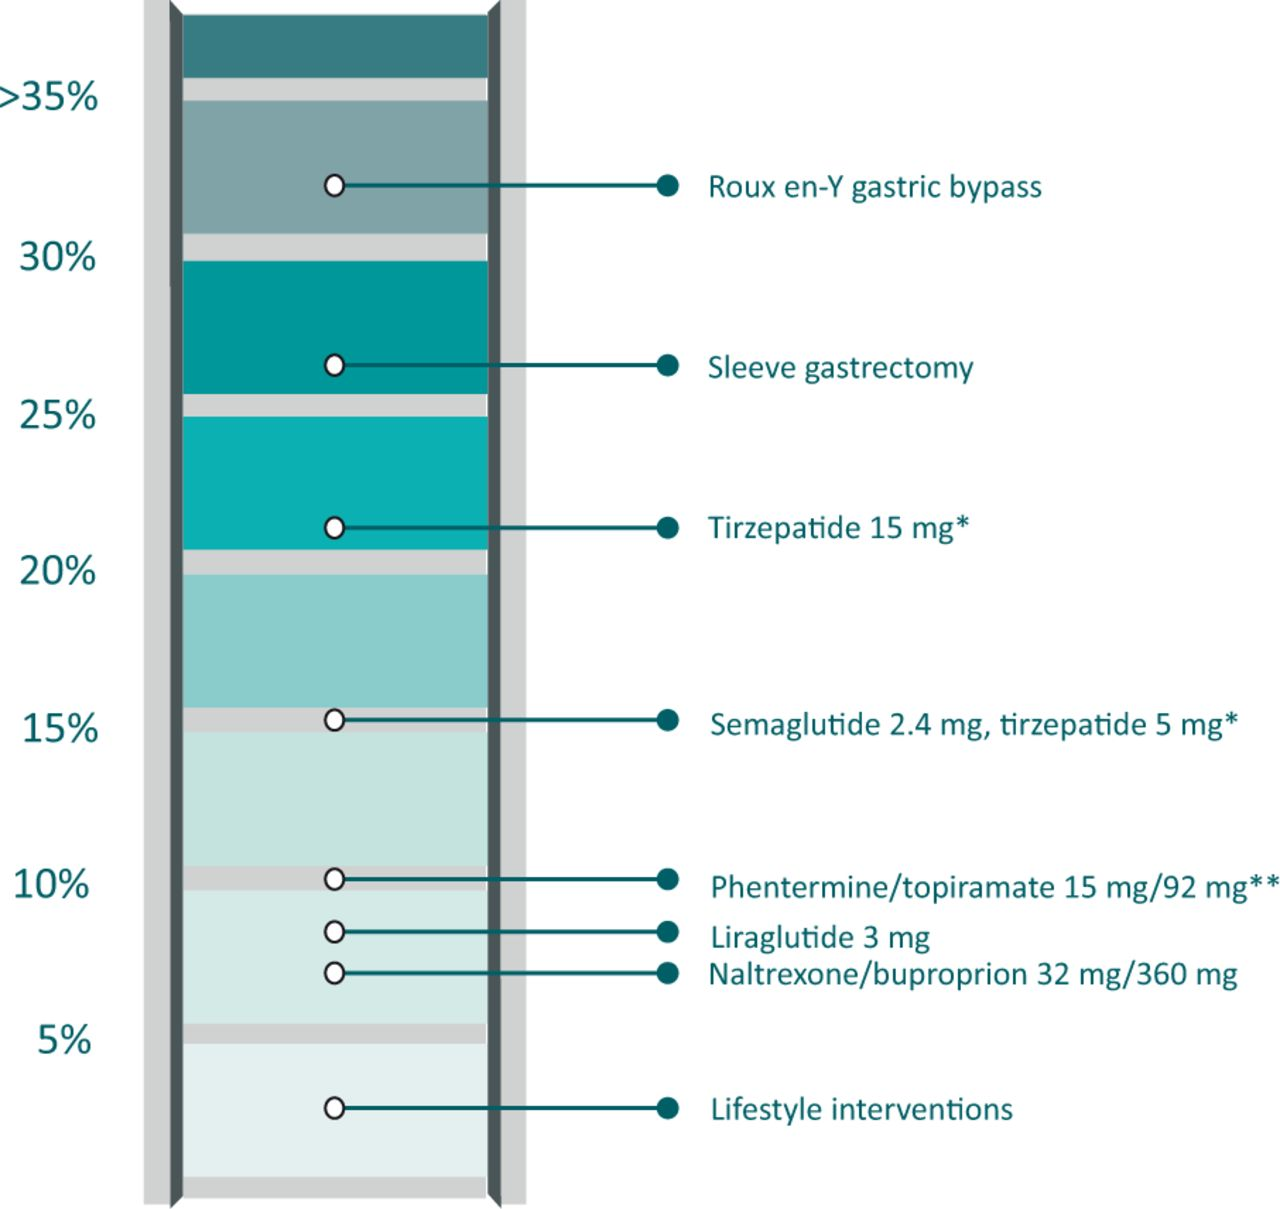 >35%
Roux en-Y gastric bypass
30%
Sleeve gastrectomy
25%
Tirzepatide 15 mg*
20%
15%
Semaglutide 2.4 mg, tirzepatide 5 mg*
10%
Phentermine/topiramate 15 mg/92 mg**
Liraglutide 3 mg
Naltrexone/buproprion 32 mg/360 mg
5%
Lifestyle interventions